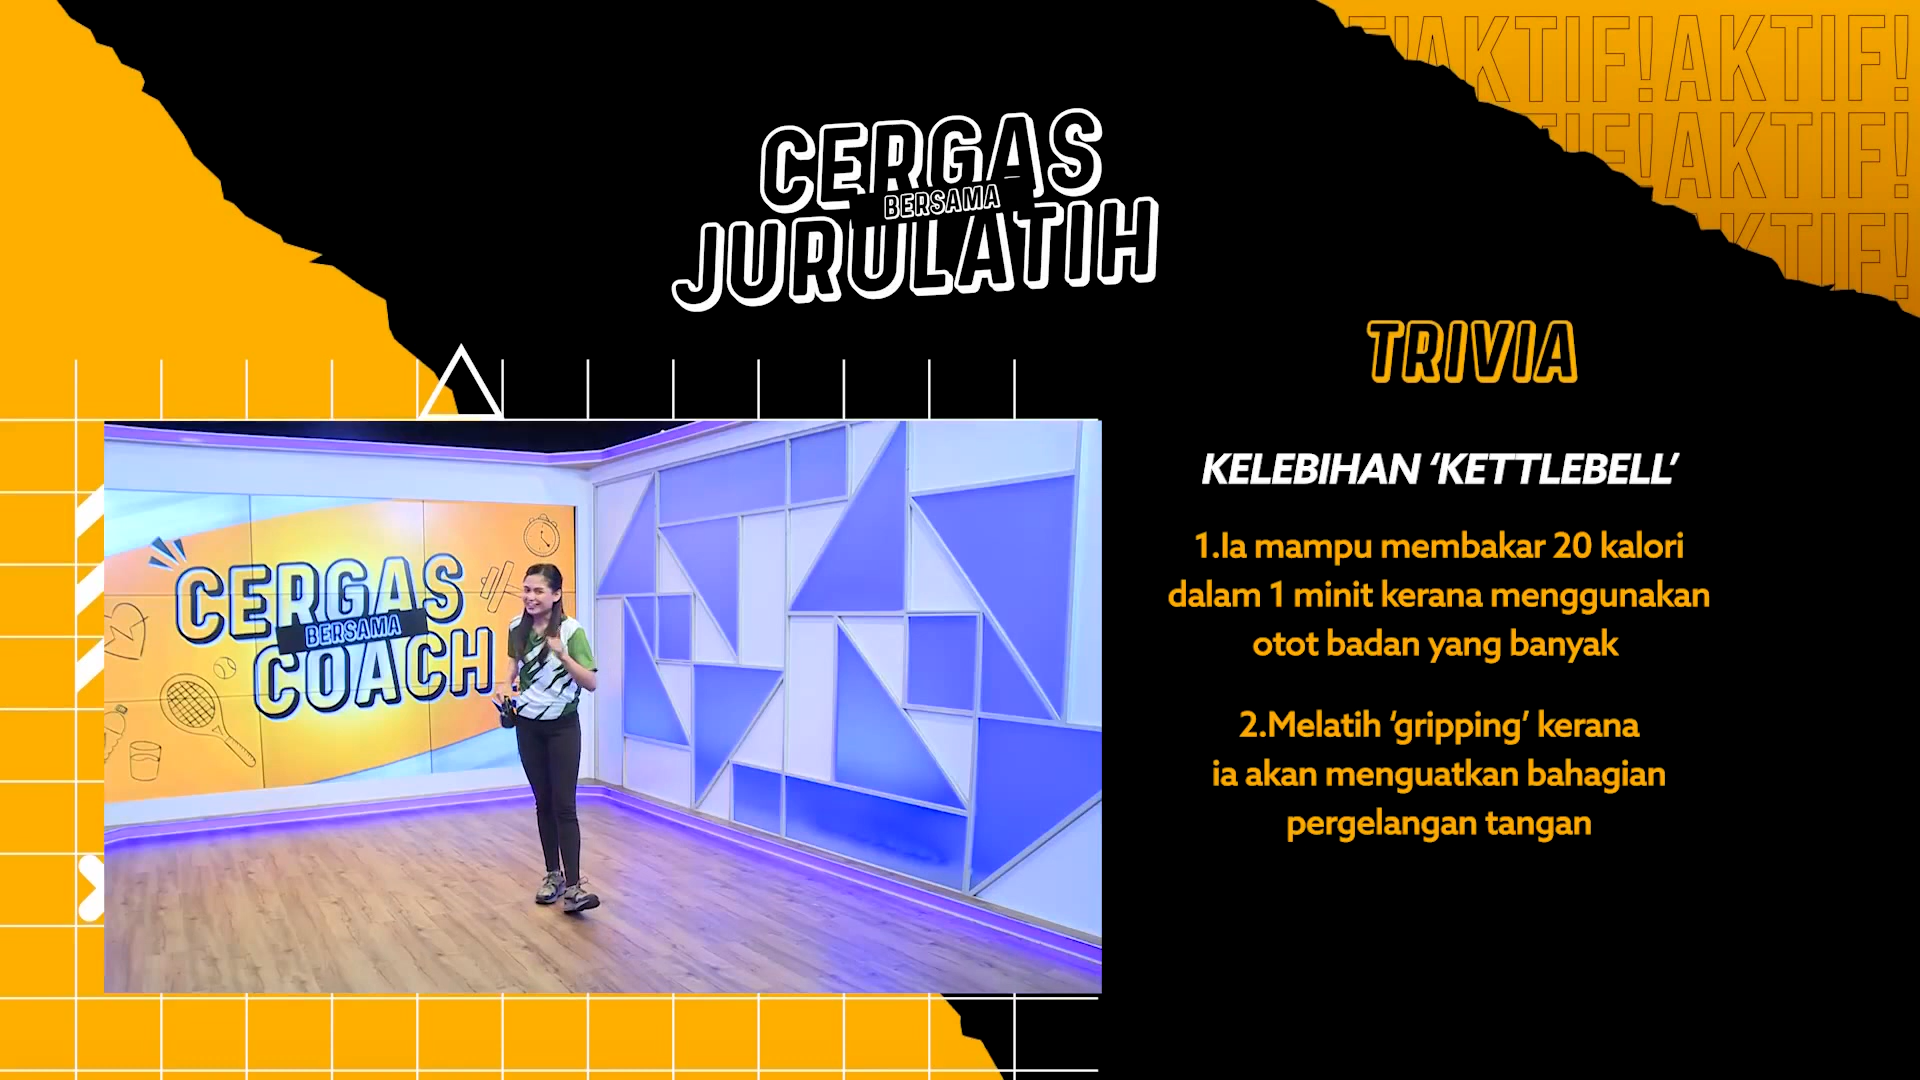 AKTIF!AKTIF!
AKTIF!
AKTIF!
CERGAS
BERSAMA
JURULATIH
TRIVIA
KELEBIHAN ‘KETTLEBELL’
1.Ia mampu membakar 20 kalori
dalam 1 minit kerana menggunakan
otot badan yang banyak
2.Melatih ‘gripping’ kerana
ia akan menguatkan bahagian
pergelangan tangan
CERGAS
BERSAMA
COACH